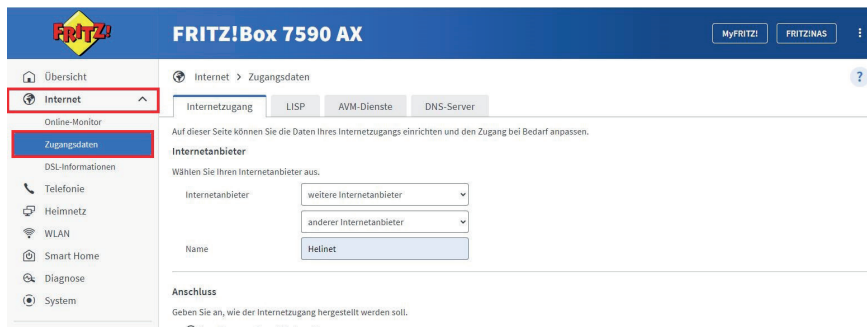 FRITZ!
FRITZ!Box 7590 AX
MyFRITZ!
FRITZ!NAS
Übersicht
Internet
Online-Monitor
Zugangsdaten
DSL-Informationen
Telefonie
Heimnetz
WLAN
Smart Home
Diagnose
System
Internet > Zugangsdaten
?
Internetzugang
LISP
AVM-Dienste
DNS-Server
Auf dieser Seite können Sie die Daten Ihres Internetzugangs einrichten und den Zugang bei Bedarf anpassen.
Internetanbieter
Wählen Sie Ihren Internetanbieter aus.
Internetanbieter
weitere Internetanbieter
anderer Internetanbieter
Name
Helinet
Anschluss
Geben Sie an, wie der Internetzugang hergestellt werden soll.